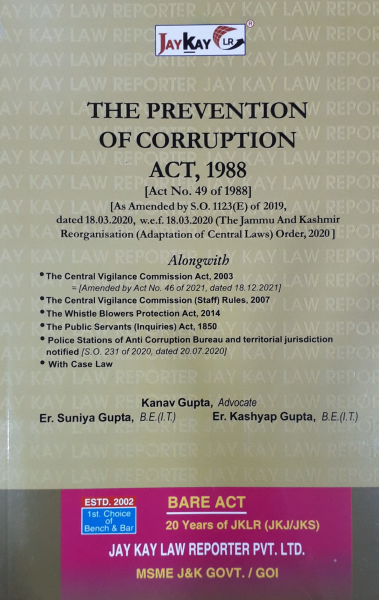 JAY KAY LAW REPORTER
JAYKAY LR ®
THE PREVENTION
OF CORRUPTION
ACT, 1988
[Act No. 49 of 1988]
[As Amended by S.O. 1123(E) of 2019,
dated 18.03.2020, w.e.f. 18.03.2020 (The Jammu And Kashmir
Reorganisation (Adaptation of Central Laws) Order, 2020 ]
Alongwith
• The Central Vigilance Commission Act, 2003
= [Amended by Act No. 46 of 2021, dated 18.12.2021]
• The Central Vigilance Commission (Staff) Rules, 2007
• The Whistle Blowers Protection Act, 2014
• The Public Servants (Inquiries) Act, 1850
• Police Stations of Anti Corruption Bureau and territorial jurisdiction
notified [S.O. 231 of 2020, dated 20.07.2020]
• With Case Law
Kanav Gupta, Advocate
Er. Suniya Gupta, B.E.(I.T.) Er. Kashyap Gupta, B.E.(I.T.)
ESTD. 2002
1st. Choice
of
Bench & Bar
BARE ACT
20 Years of JKLR (JKJ/JKS)
JAY KAY LAW REPORTER PVT. LTD.
MSME J&K GOVT. / GOI